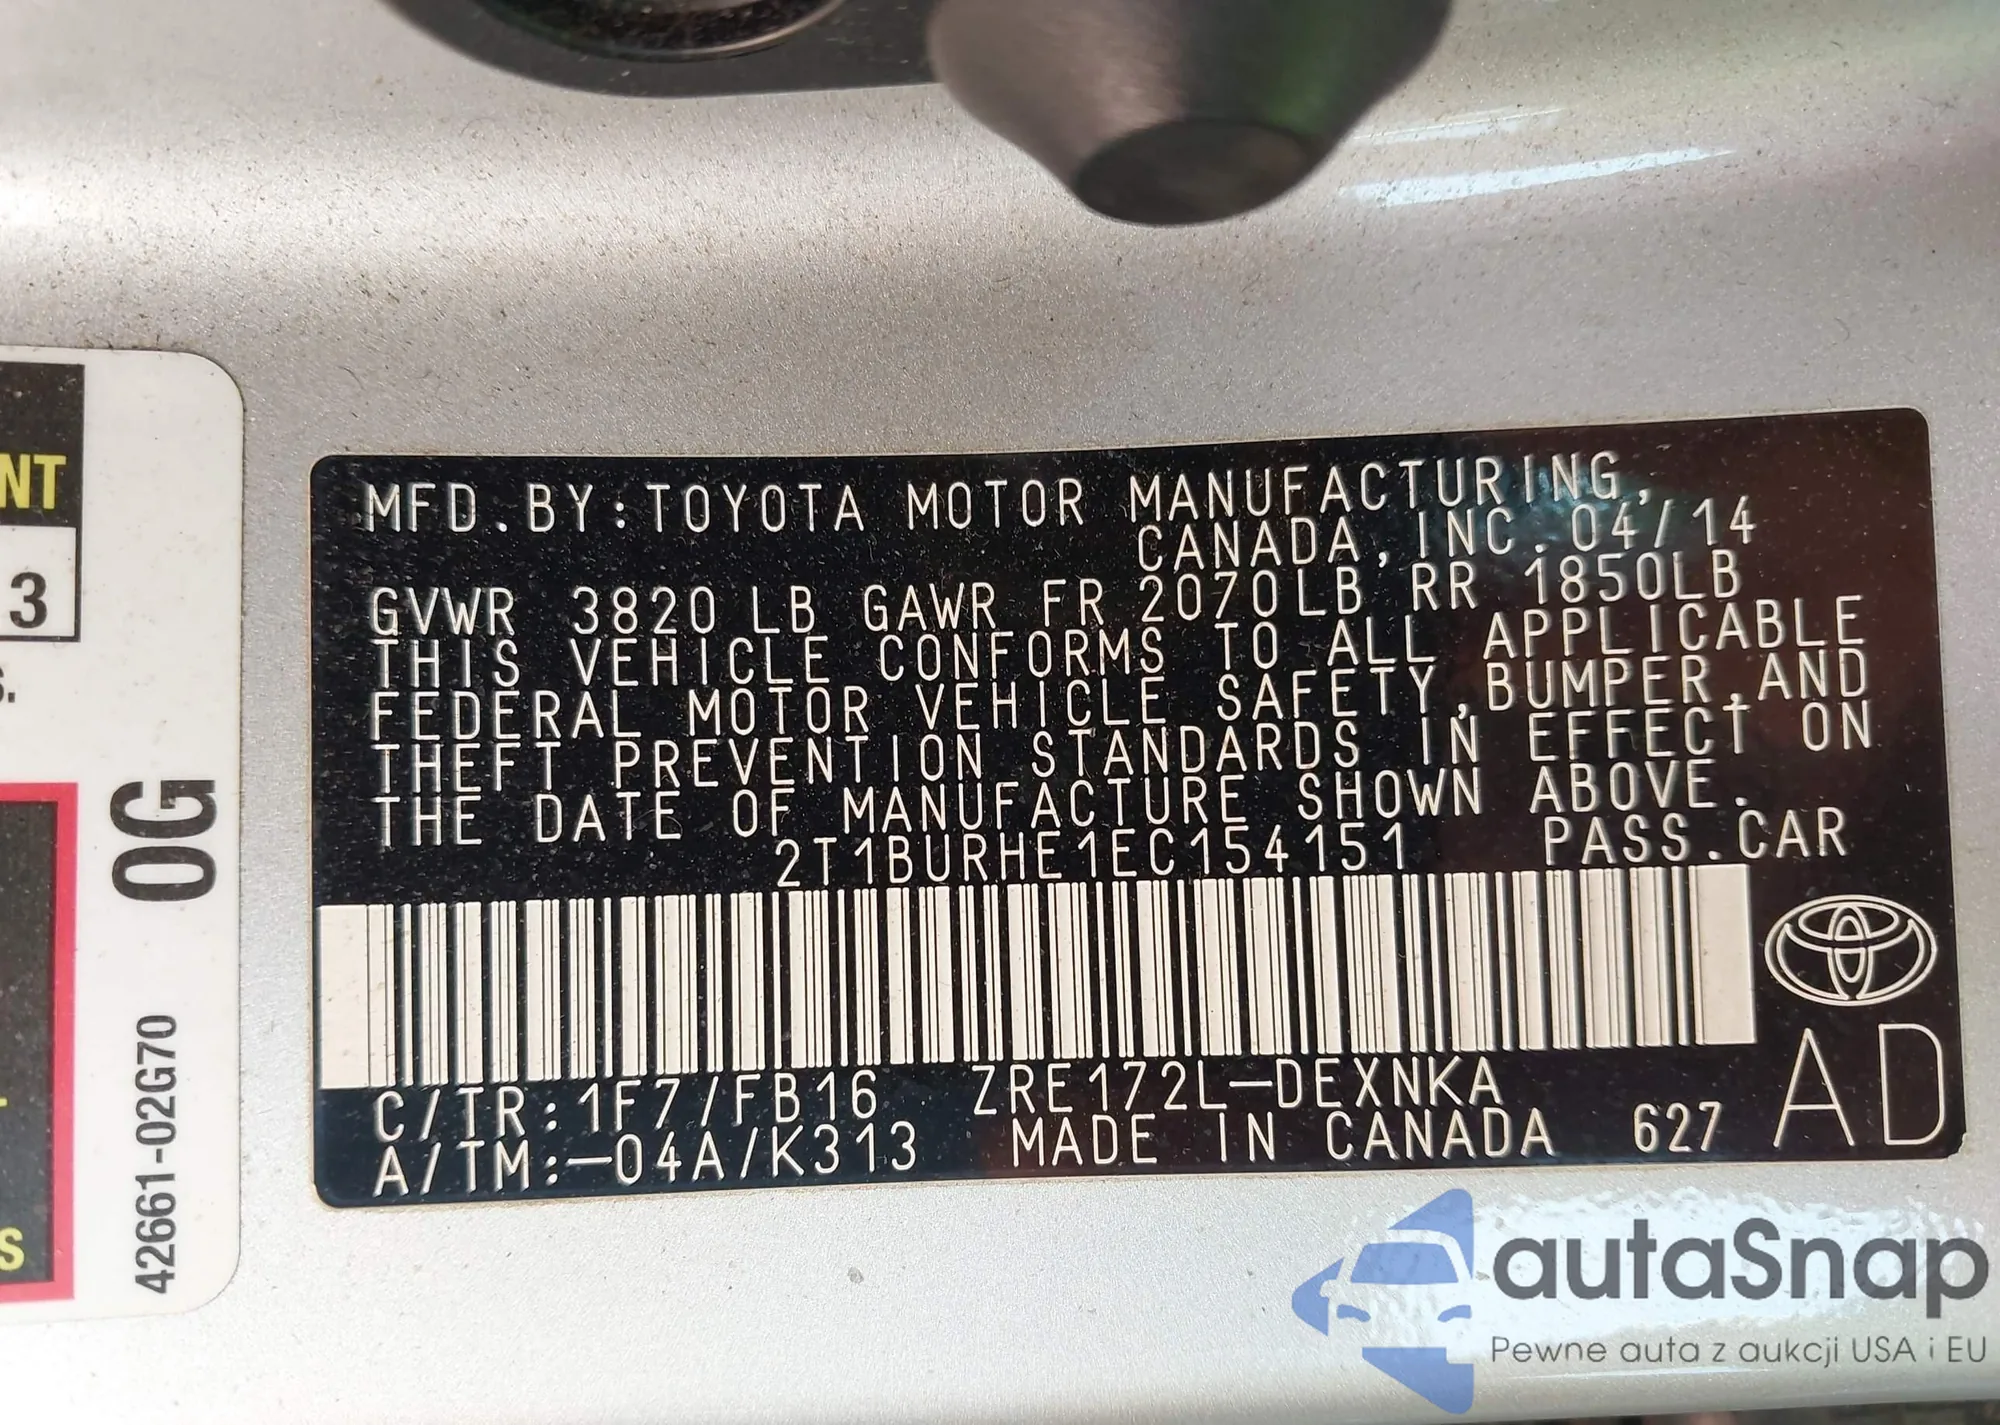 MFD.BY:TOYOTA MOTOR MANUFACTURING,
CANADA,INC.04/14
GVWR 3820LB GAWR FR 2070LB RR 1850LB
THIS VEHICLE CONFORMS TO ALL APPLICABLE
FEDERAL MOTOR VEHICLE SAFETY,BUMPER,AND
THEFT PREVENTION STANDARDS IN EFFECT ON
THE DATE OF MANUFACTURE SHOWN ABOVE.
2T1BURHE1EC154151 PASS.CAR
C/TR:1F7/FB16 ZRE172L-DEXNKA
A/TM:-04A/K313 MADE IN CANADA 627 AD
NT
3
S.
0G
42661-02G70
S
autaSnap
Pewne auta z aukcji USA i EU